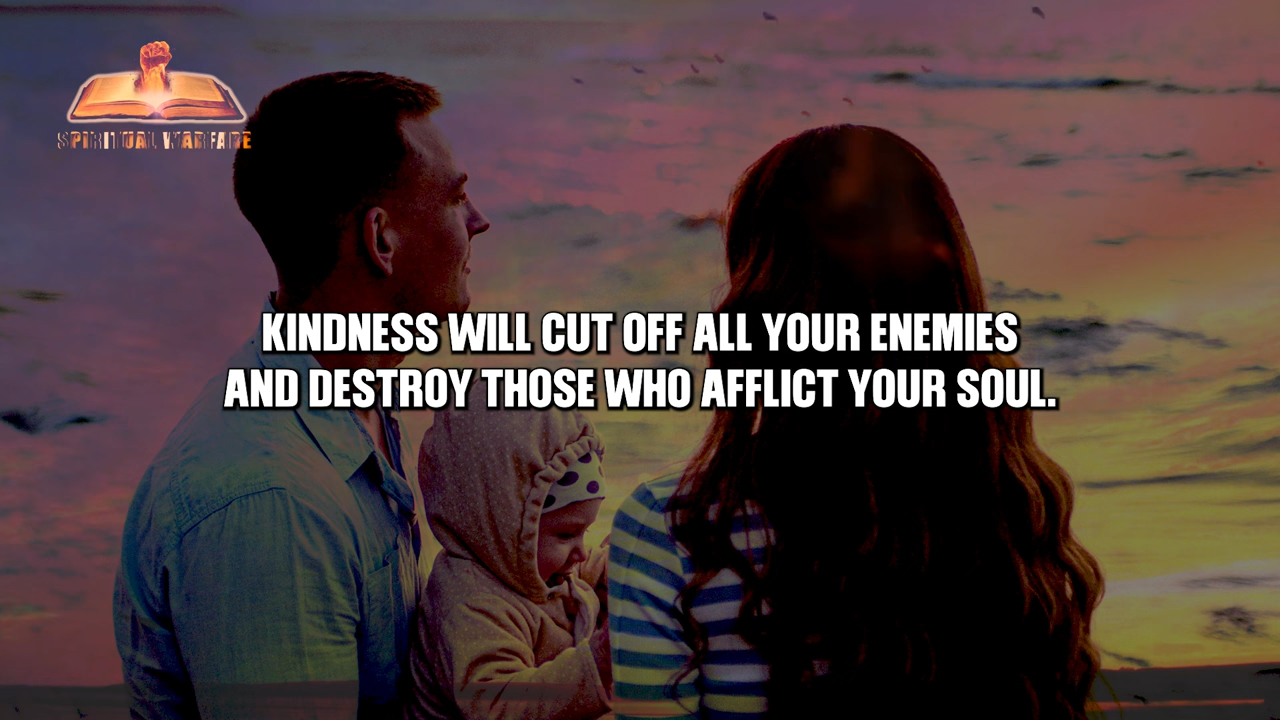 SPIRITUAL WARFARE
KINDNESS WILL CUT OFF ALL YOUR ENEMIES
AND DESTROY THOSE WHO AFFLICT YOUR SOUL.